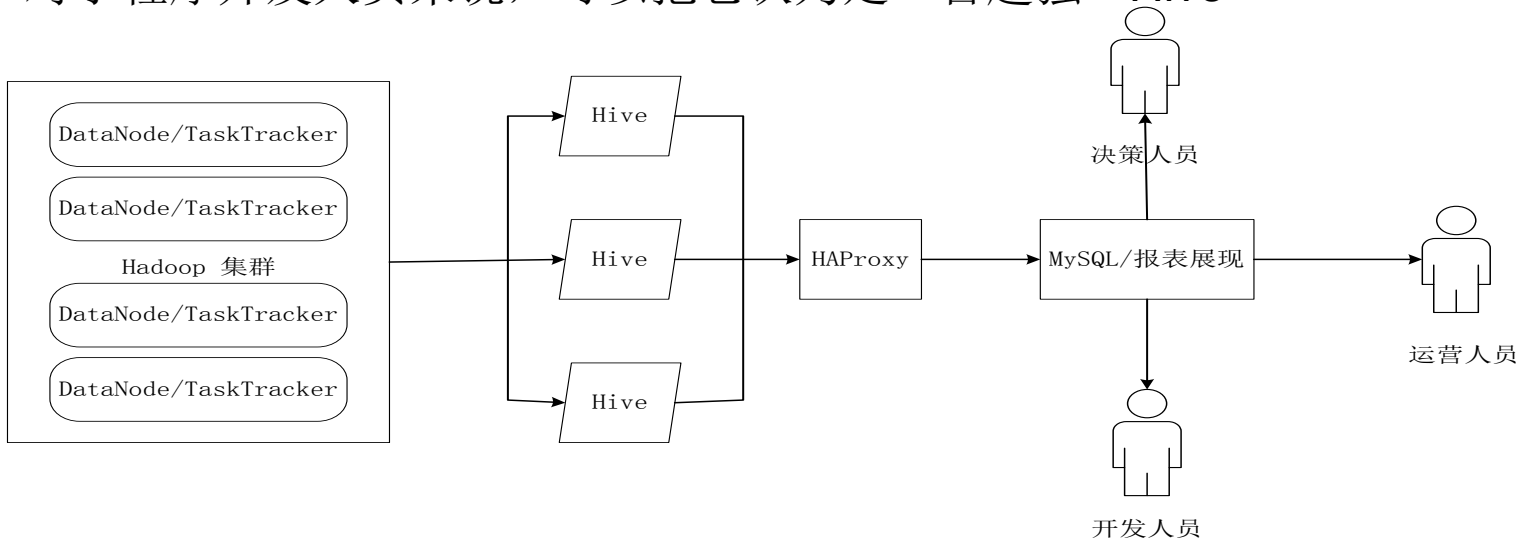 DataNode/TaskTracker
DataNode/TaskTracker
Hadoop 集群
DataNode/TaskTracker
DataNode/TaskTracker
Hive
Hive
Hive
HAProxy
MySQL/报表展现
决策人员
运营人员
开发人员